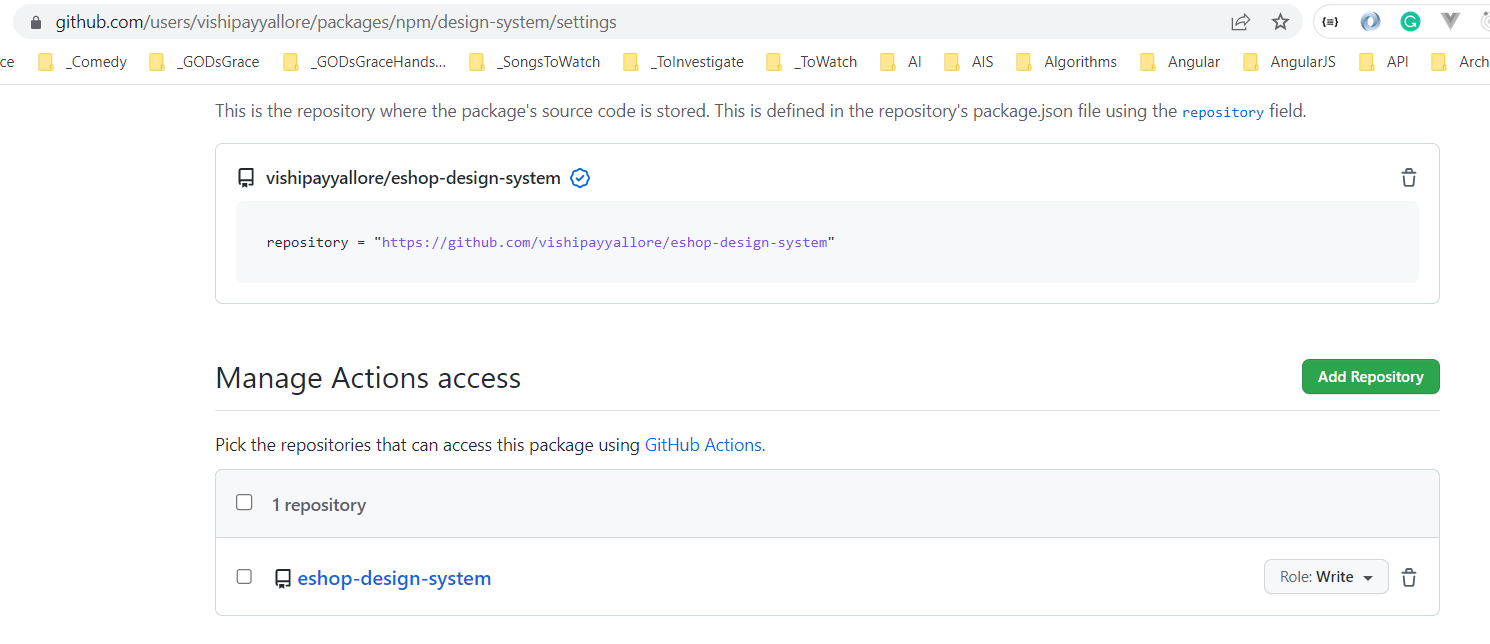 github.com/users/vishipayyallore/packages/npm/design-system/settings
ce _Comedy _GODsGrace _GODsGraceHands... _SongsToWatch _ToInvestigate _ToWatch AI AIS Algorithms Angular AngularJS API Arch
This is the repository where the package's source code is stored. This is defined in the repository's package.json file using the repository field.
vishipayyallore/eshop-design-system
repository = "https://github.com/vishipayyallore/eshop-design-system"
Manage Actions access
Add Repository
Pick the repositories that can access this package using GitHub Actions.
1 repository
eshop-design-system
Role: Write